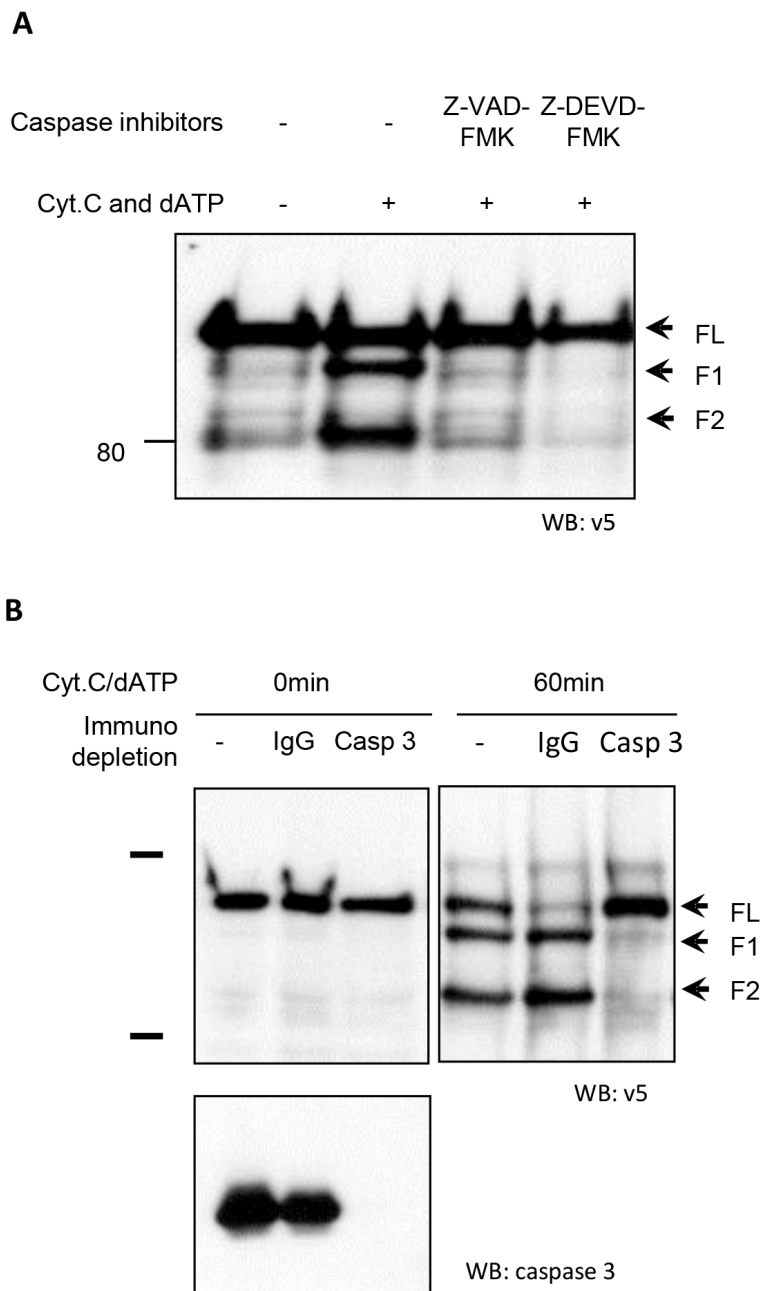 A
Caspase inhibitors - - Z-VAD-FMK Z-DEVD-FMK
Cyt.C and dATP - + + +
FL
F1
F2
80
WB: v5
B
Cyt.C/dATP 0min 60min
Immuno depletion - IgG Casp 3 - IgG Casp 3
FL
F1
F2
WB: v5
WB: caspase 3